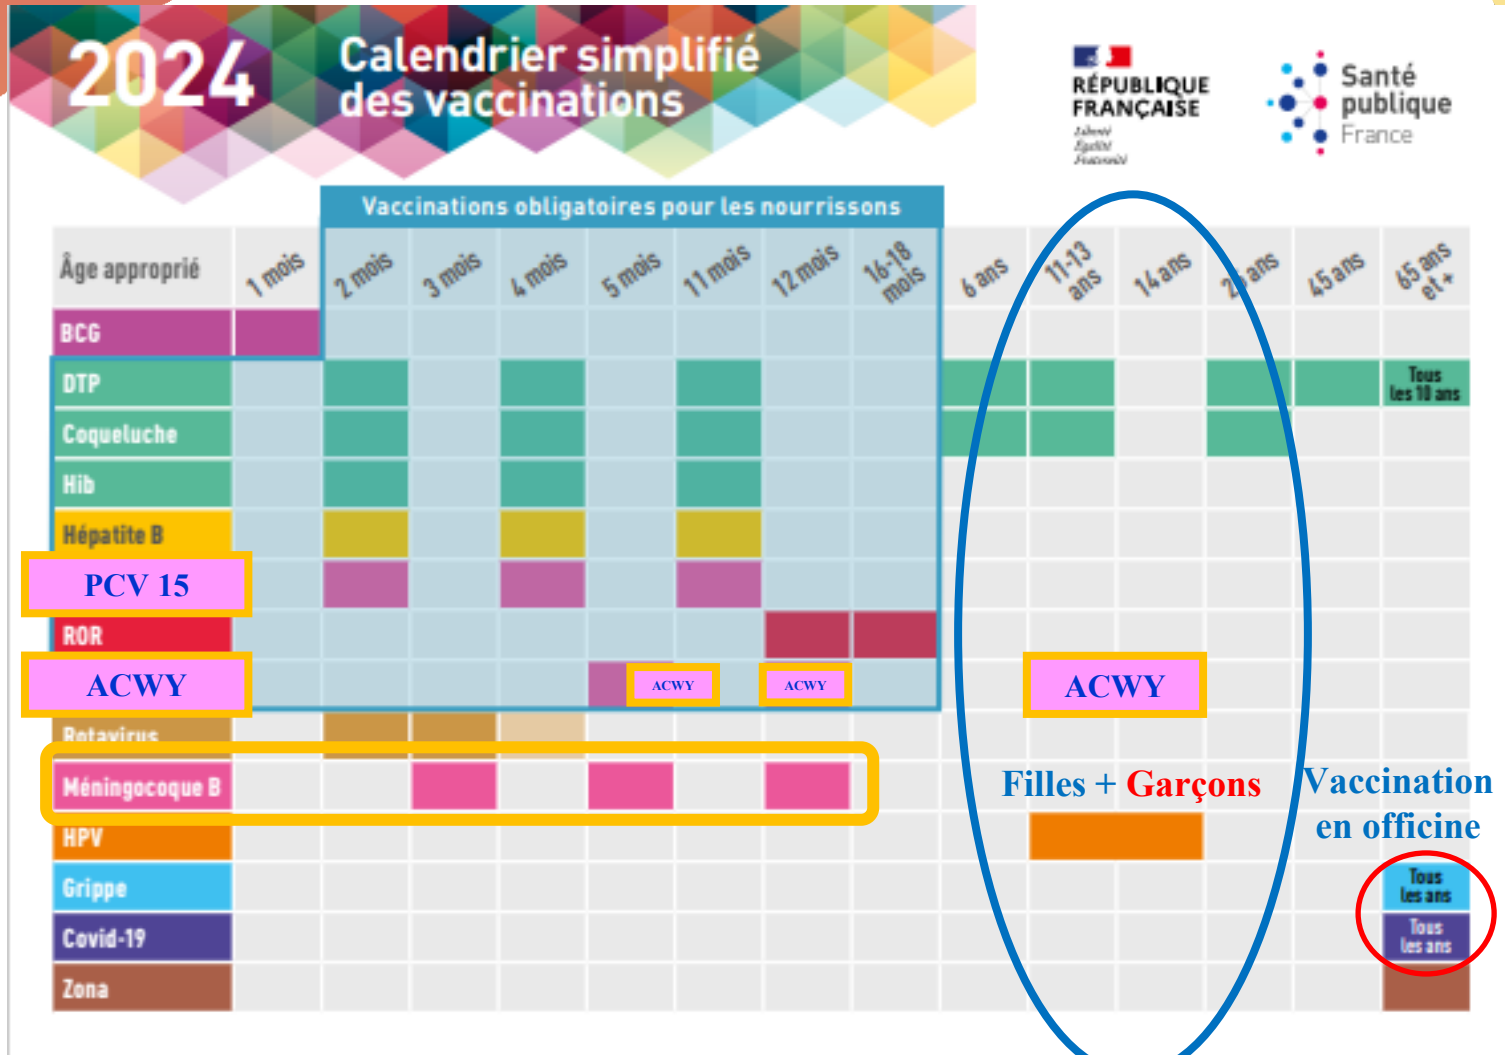 2024
Calendrier simplifié
des vaccinations
RÉPUBLIQUE
FRANÇAISE
Liberté
Égalité
Fraternité
Santé
publique
France
Vaccinations obligatoires pour les nourrissons
Âge approprié
1 mois
2 mois
3 mois
4 mois
5 mois
11 mois
12 mois
16-18
mois
6 ans
11-13
ans
14 ans
25 ans
45 ans
65 ans
et +
BCG
DTP
Tous
les 10 ans
Coqueluche
Hib
Hépatite B
PCV 15
ROR
ACWY
ACWY
ACWY
ACWY
Rotavirus
Méningocoque B
Filles + Garçons
Vaccination
en officine
HPV
Grippe
Tous
les ans
Covid-19
Tous
les ans
Zona